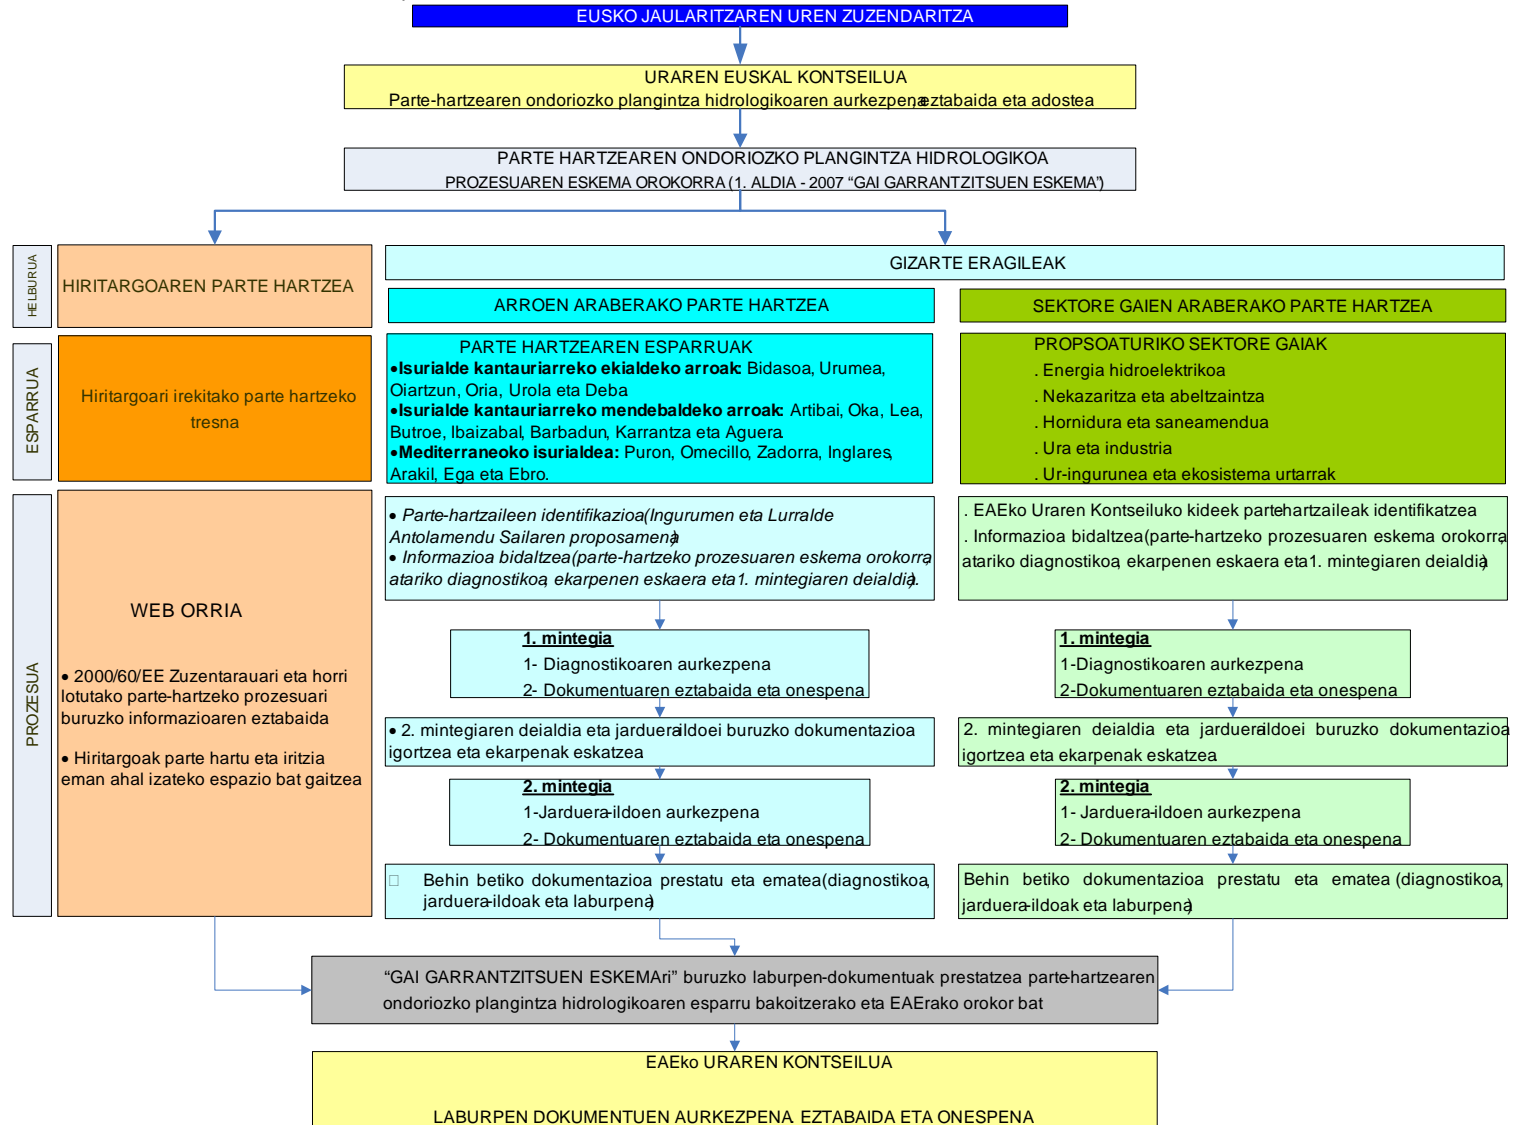 EUSKO JAULARITZAREN UREN ZUZENDARITZA
URAREN EUSKAL KONTSEILUA
Parte-hartzearen ondoriozko plangintza hidrologikoaren aurkezpena, eztabaida eta adostea
PARTE HARTZEAREN ONDORIOZKO PLANGINTZA HIDROLOGIKOA
PROZESUAREN ESKEMA OROKORRA (1. ALDIA - 2007 “GAI GARRANTZITSUEN ESKEMA”)
HELBURUA
HIRITARGOAREN PARTE HARTZEA
GIZARTE ERAGILEAK
ARROEN ARABERAKO PARTE HARTZEA
SEKTORE GAIEN ARABERAKO PARTE HARTZEA
ESPARRUA
Hiritargoari irekitako parte hartzeko
tresna
PARTE HARTZEAREN ESPARRUAK
•Isurialde kantauriarreko ekialdeko arroak: Bidasoa, Urumea,
Oiartzun, Oria, Urola eta Deba.
•Isurialde kantauriarreko mendebaldeko arroak: Artibai, Oka, Lea,
Butroe, Ibaizabal, Barbadun, Karrantza eta Aguera.
•Mediterraneoko isurialdea: Puron, Omecillo, Zadorra, Inglares,
Arakil, Ega eta Ebro.
PROPSOATURIKO SEKTORE GAIAK
. Energia hidroelektrikoa
. Nekazaritza eta abeltzaintza
. Hornidura eta saneamendua
. Ura eta industria
. Ur-ingurunea eta ekosistema urtarrak
PROZESUA
WEB ORRIA
• 2000/60/EE Zuzentarauari eta horri
lotutako parte-hartzeko prozesuari
buruzko informazioaren eztabaida
• Hiritargoak parte hartu eta iritzia
eman ahal izateko espazio bat gaitzea
• Parte-hartzaileen identifikazioa (Ingurumen eta Lurralde
Antolamendu Sailaren proposamena)
• Informazioa bidaltzea (parte-hartzeko prozesuaren eskema orokorra,
atariko diagnostikoa, ekarpenen eskaera eta 1. mintegiaren deialdia).
1. mintegia
1- Diagnostikoaren aurkezpena
2- Dokumentuaren eztabaida eta onespena
• 2. mintegiaren deialdia eta jarduera-ildoei buruzko dokumentazioa
igortzea eta ekarpenak eskatzea.
2. mintegia
1-Jarduera-ildoen aurkezpena
2- Dokumentuaren eztabaida eta onespena
Behin betiko dokumentazioa prestatu eta ematea (diagnostikoa,
jarduera-ildoak eta laburpena)
. EAEko Uraren Kontseiluko kideek partehartzaileak identifikatzea
. Informazioa bidaltzea (parte-hartzeko prozesuaren eskema orokorra,
atariko diagnostikoa, ekarpenen eskaera eta 1. mintegiaren deialdia)
1. mintegia
1-Diagnostikoaren aurkezpena
2-Dokumentuaren eztabaida eta onespena
2. mintegiaren deialdia eta jarduera-ildoei buruzko dokumentazioa
igortzea eta ekarpenak eskatzea.
2. mintegia
1- Jarduera-ildoen aurkezpena
2- Dokumentuaren eztabaida eta onespena
Behin betiko dokumentazioa prestatu eta ematea (diagnostikoa,
jarduera-ildoak eta laburpena)
“GAI GARRANTZITSUEN ESKEMAri” buruzko laburpen-dokumentuak prestatzea partehartzearen
ondoriozko plangintza hidrologikoaren esparru bakoitzerako eta EAErako orokor bat
EAEko URAREN KONTSEILUA
LABURPEN DOKUMENTUEN AURKEZPENA. EZTABAIDA ETA ONESPENA